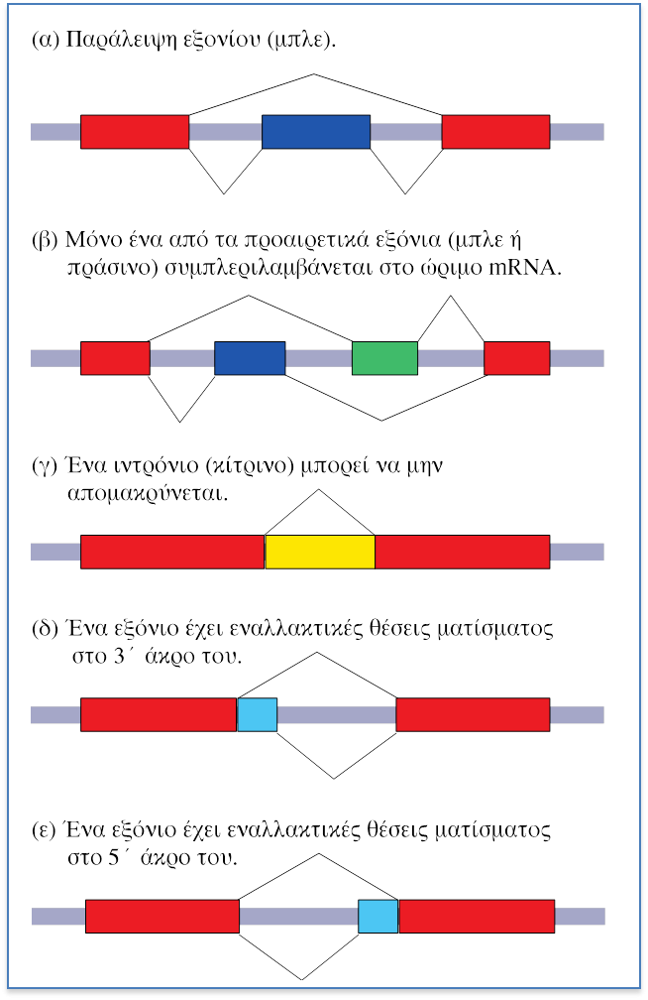 (α) Παράλειψη εξονίου (μπλε).
(β) Μόνο ένα από τα προαιρετικά εξόνια (μπλε ή
πράσινο) συμπλεριλαμβάνεται στο ώριμο mRNA.
(γ) Ένα ιντρόνιο (κίτρινο) μπορεί να μην
απομακρύνεται.
(δ) Ένα εξόνιο έχει εναλλακτικές θέσεις ματίσματος
στο 3΄ άκρο του.
(ε) Ένα εξόνιο έχει εναλλακτικές θέσεις ματίσματος
στο 5΄ άκρο του.